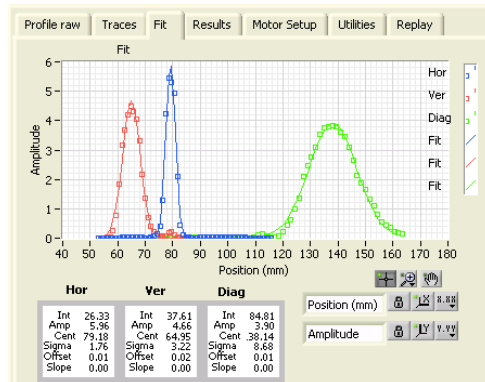 Profile raw Traces Fit Results Motor Setup Utilities Replay
Fit
Amplitude
6
5
4
3
2
1
0
40 50 60 70 80 90 100 110 120 130 140 150 160 170 180
Position (mm)
Hor
Ver
Diag
Fit
Fit
Fit
Hor Ver Diag
Int 26.33 Int 37.61 Int 84.81
Amp 5.96 Amp 4.66 Amp 3.90
Cent 79.18 Cent 64.95 Cent .38.14
Sigma 1.76 Sigma 3.22 Sigma 8.68
Offset 0.01 Offset 0.02 Offset 0.01
Slope 0.00 Slope 0.00 Slope 0.00
Position (mm) X X.XX
Amplitude Y Y.YY